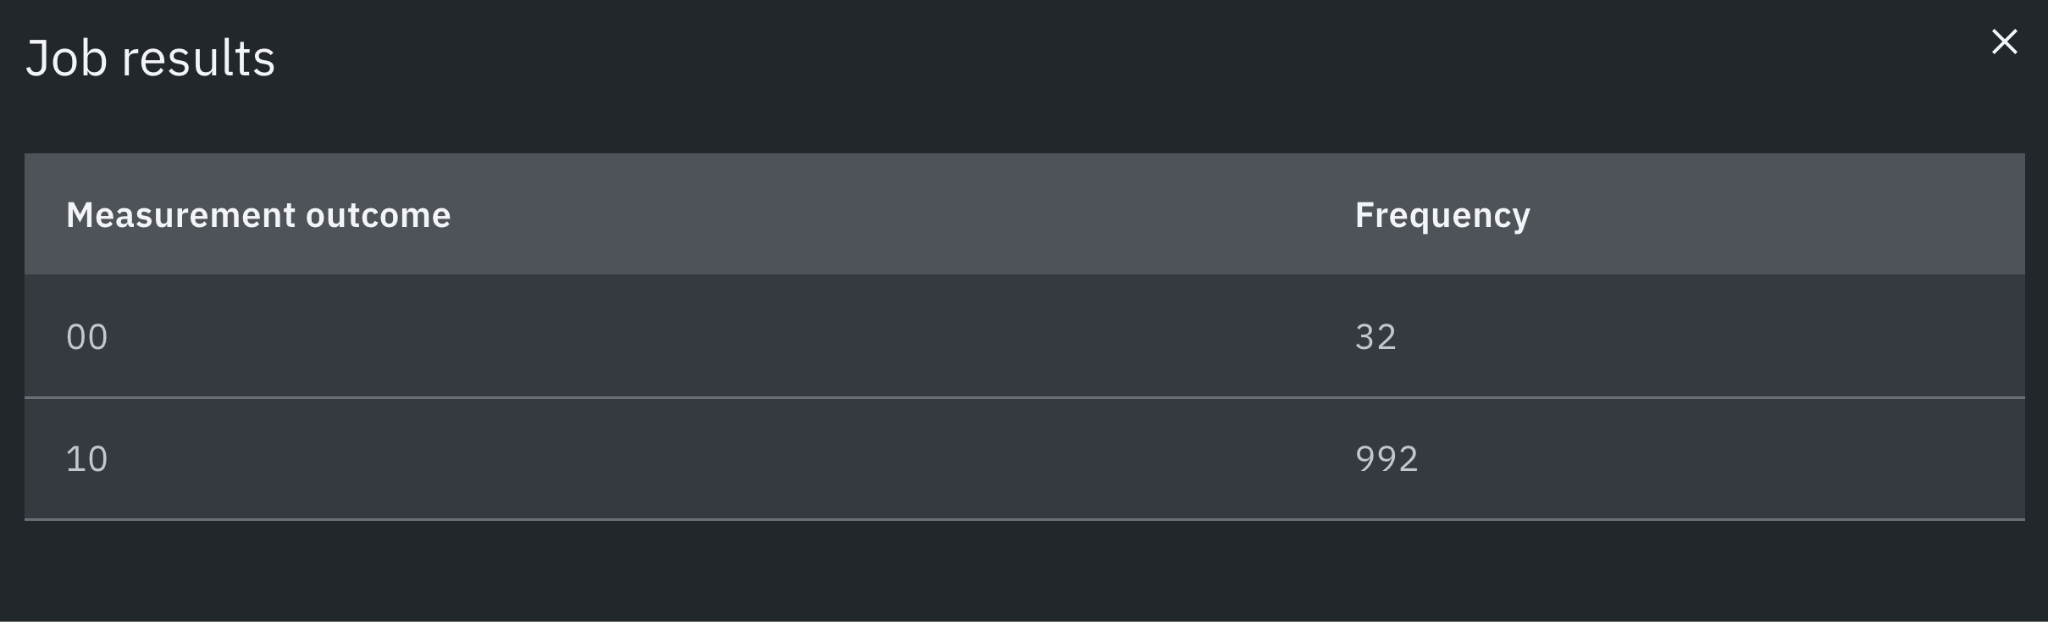 Job results
Measurement outcome Frequency
00 32
10 992